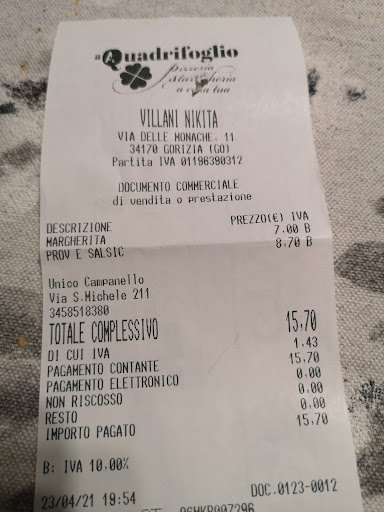 a Quadrifoglio
pizzeria
stuzzicheria
a casa tua
VILLANI NIKITA
VIA DELLE MONACHE, 11
34170 GORIZIA (GO)
Partita IVA 01196390312
DOCUMENTO COMMERCIALE
di vendita o prestazione
DESCRIZIONE PREZZO(€) IVA
MARGHERITA 7.00 B
PROV E SALSIC 8.70 B
Unico Campanello
Via S.Michele 211
3458518380
TOTALE COMPLESSIVO 15,70
DI CUI IVA 1.43
PAGAMENTO CONTANTE 15.70
PAGAMENTO ELETTRONICO 0.00
NON RISCOSSO 0.00
RESTO 0.00
IMPORTO PAGATO 15.70
B: IVA 10.00%
23/04/21 19:54 DOC.0123-0012